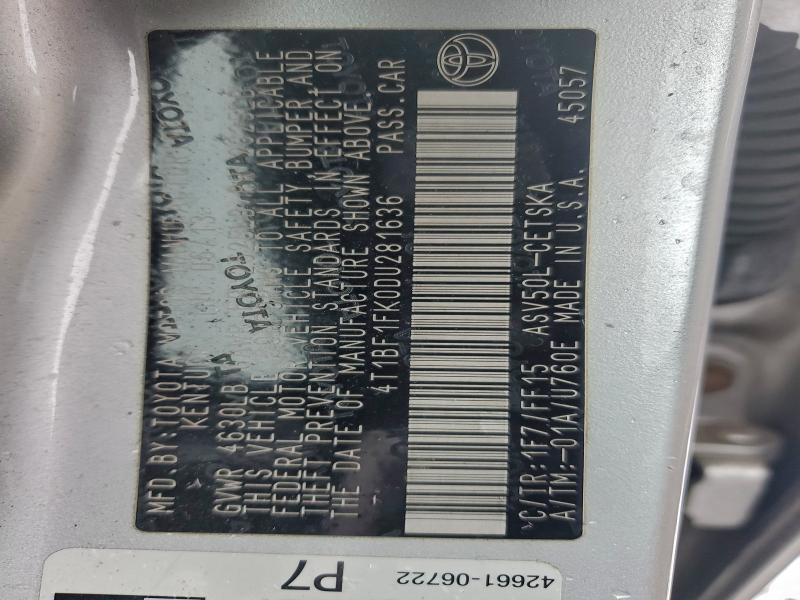 MFD.BY:TOYOTA MOTOR
KENTU
GVWR 4630LB
THIS VEHICLE TO ALL APPLICABLE
FEDERAL MOTOR VEHICLE SAFETY, BUMPER AND
THEFT PREVENTION STANDARDS IN EFFECT ON
THE DATE OF MANUFACTURE SHOWN ABOVE.
4T1BF1FK0DU281636 PASS.CAR
C/TR:1F7/FF15 ASV50L-CETSKA 45057
A/TM:-01A/U760E MADE IN U.S.A.
TOYOTA
TOYOTA
P7
42661-06722